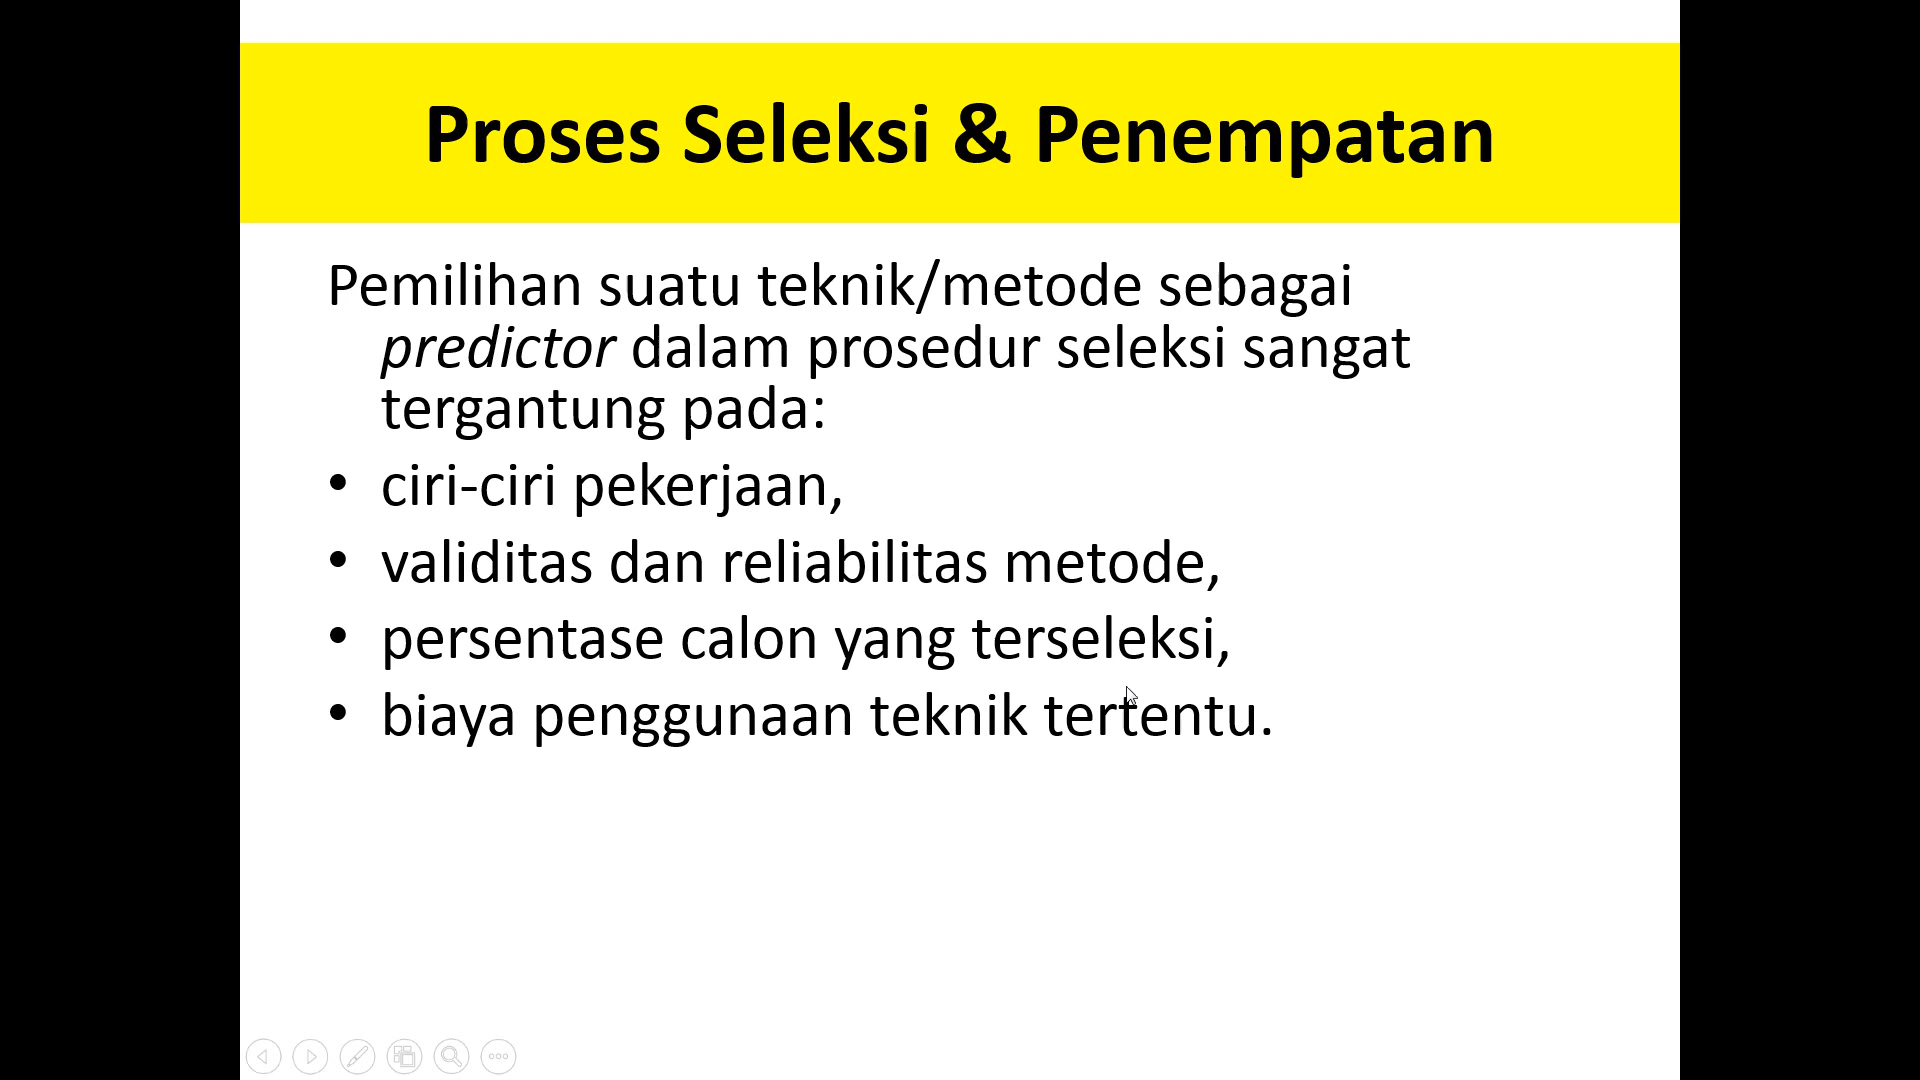 Proses Seleksi & Penempatan
Pemilihan suatu teknik/metode sebagai
predictor dalam prosedur seleksi sangat
tergantung pada:
• ciri-ciri pekerjaan,
• validitas dan reliabilitas metode,
• persentase calon yang terseleksi,
• biaya penggunaan teknik tertentu.